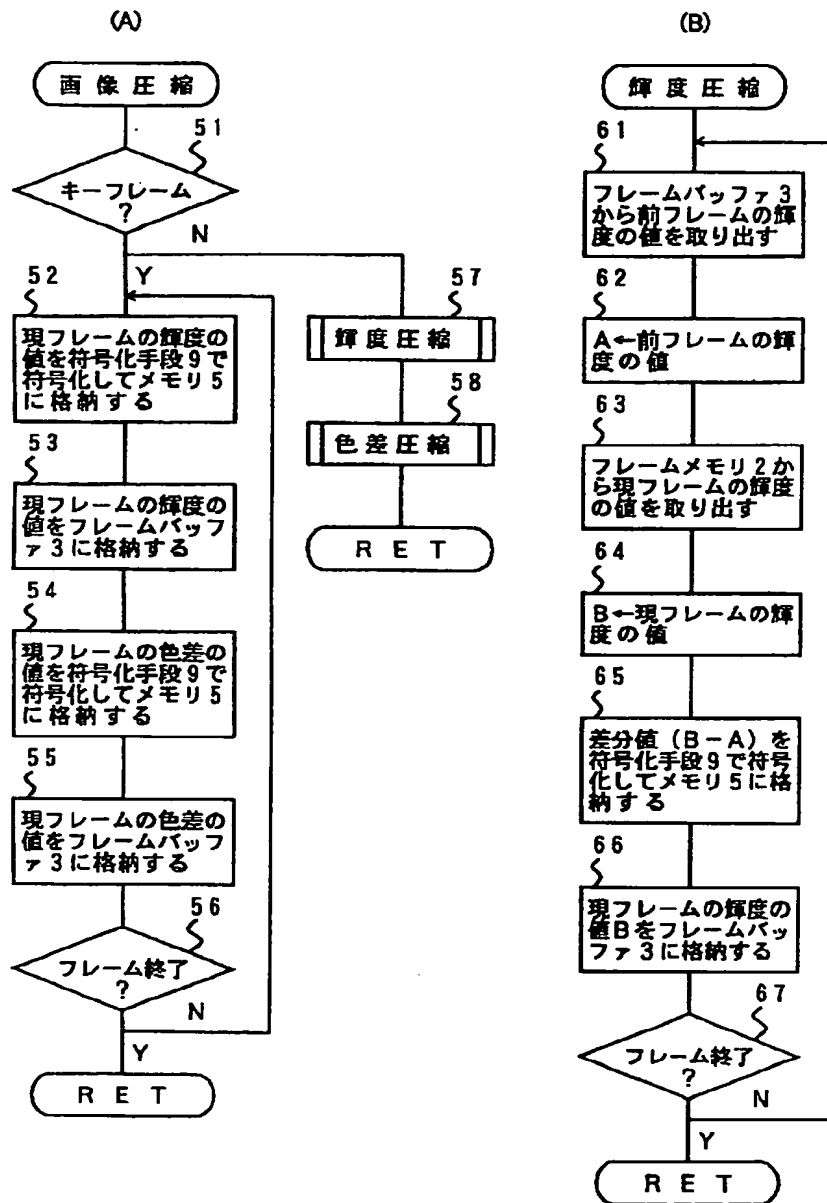 (A)
画像圧縮
51
キーフレーム
?
N
Y
52
現フレームの輝度の
値を符号化手段9で
符号化してメモリ5
に格納する
53
現フレームの輝度の
値をフレームバッフ
ァ3に格納する
54
現フレームの色差の
値を符号化手段9で
符号化してメモリ5
に格納する
55
現フレームの色差の
値をフレームバッフ
ァ3に格納する
56
フレーム終了
?
N
Y
RET
57
輝度圧縮
58
色差圧縮
RET
(B)
輝度圧縮
61
フレームバッファ3
から前フレームの輝
度の値を取り出す
62
A←前フレームの輝
度の値
63
フレームメモリ2か
ら現フレームの輝度
の値を取り出す
64
B←現フレームの輝
度の値
65
差分値(B-A)を
符号化手段9で符号
化してメモリ5に格
納する
66
現フレームの輝度の
値Bをフレームバッ
ファ3に格納する
67
フレーム終了
?
N
Y
RET